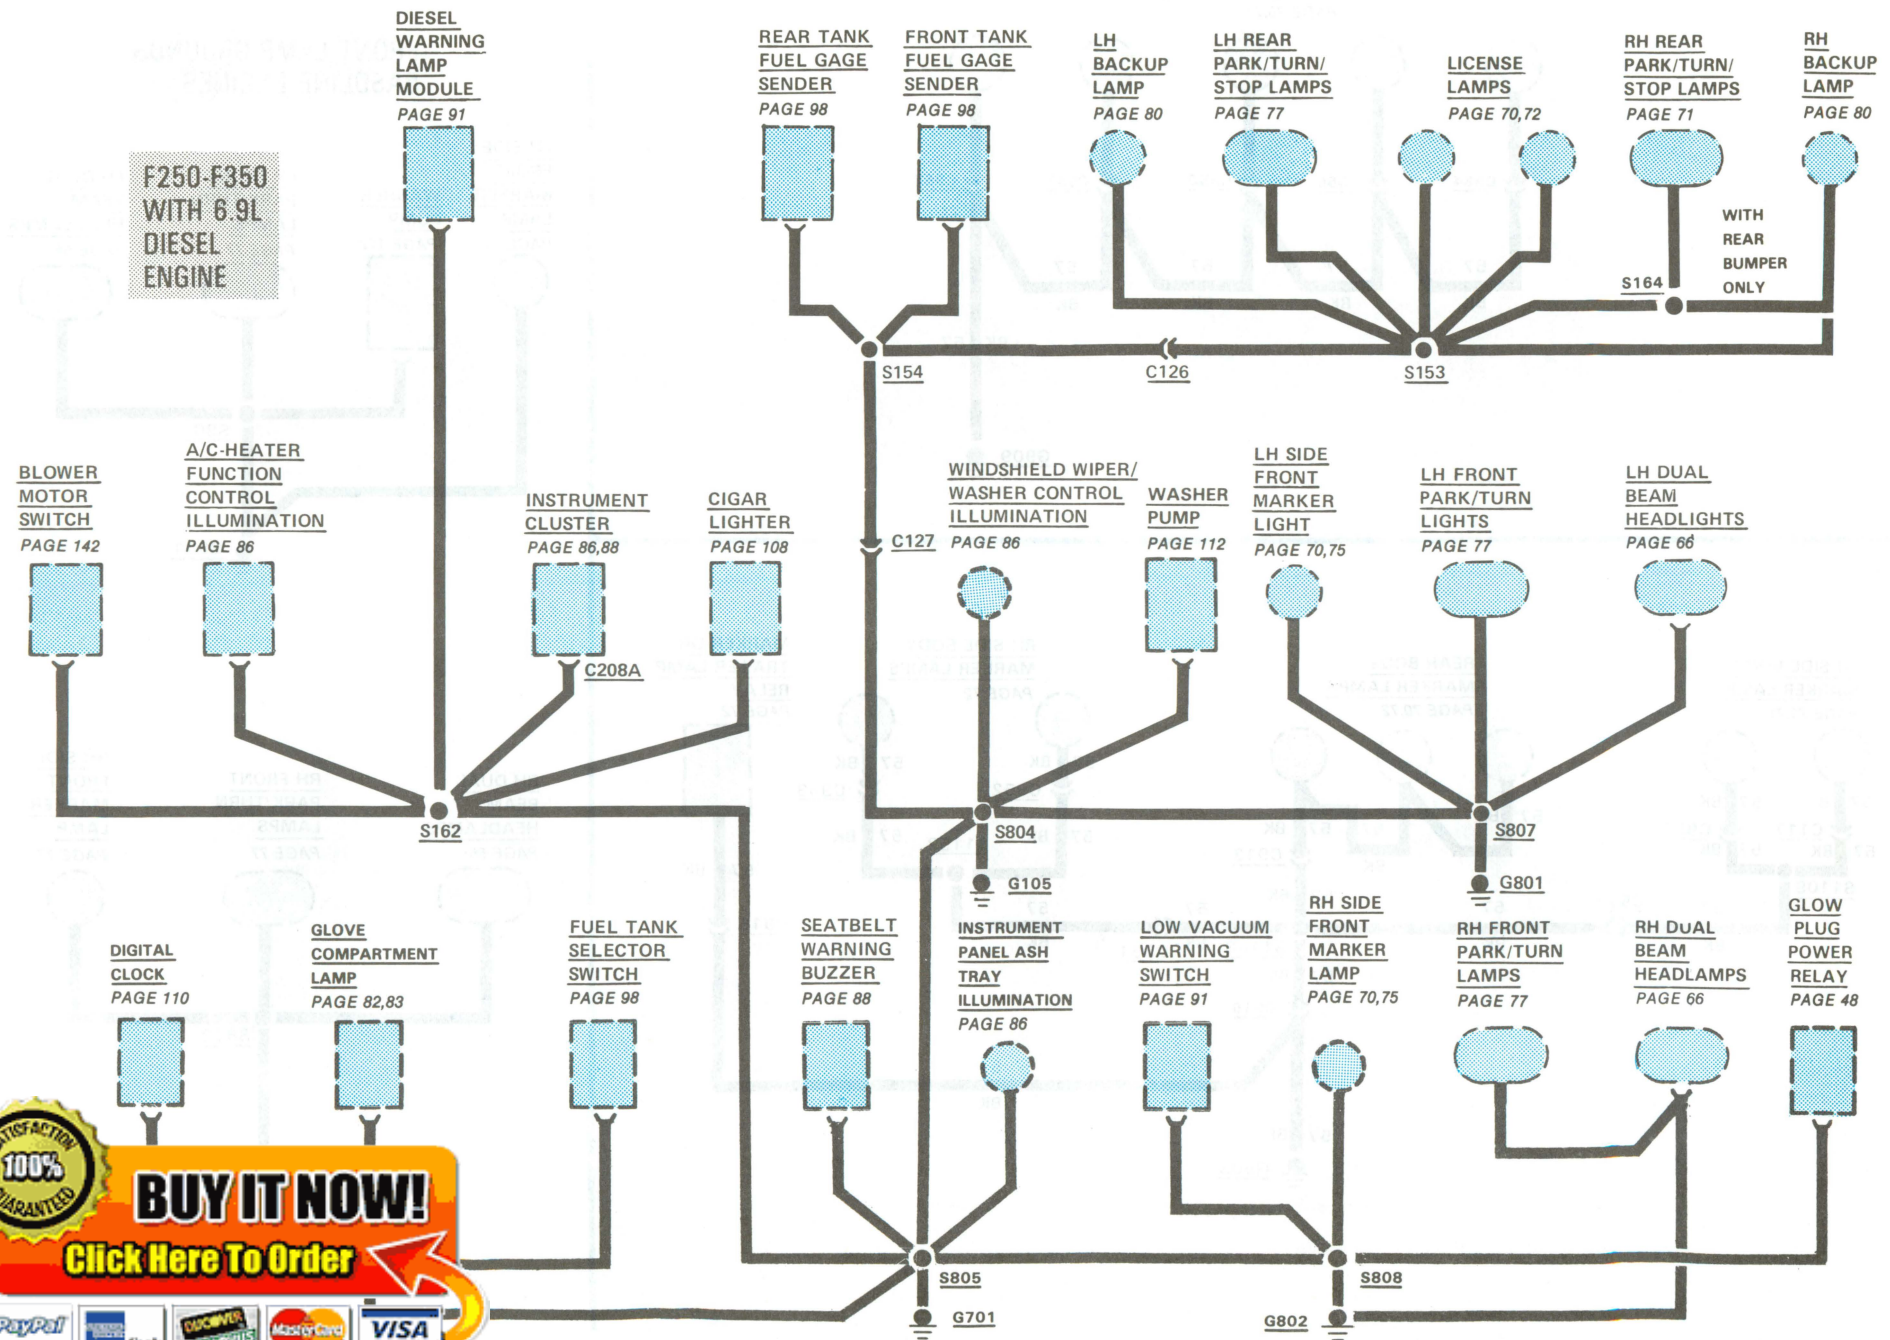 DIESEL
WARNING
LAMP
MODULE
PAGE 91
REAR TANK
FUEL GAGE
SENDER
PAGE 98
FRONT TANK
FUEL GAGE
SENDER
PAGE 98
LH
BACKUP
LAMP
PAGE 80
LH REAR
PARK/TURN/
STOP LAMPS
PAGE 77
LICENSE
LAMPS
PAGE 70,72
RH REAR
PARK/TURN/
STOP LAMPS
PAGE 71
RH
BACKUP
LAMP
PAGE 80
F250-F350
WITH 6.9L
DIESEL
ENGINE
WITH
REAR
BUMPER
ONLY
S164
S154
C126
S153
BLOWER
MOTOR
SWITCH
PAGE 142
A/C-HEATER
FUNCTION
CONTROL
ILLUMINATION
PAGE 86
INSTRUMENT
CLUSTER
PAGE 86,88
CIGAR
LIGHTER
PAGE 108
C127
WINDSHIELD WIPER/
WASHER CONTROL
ILLUMINATION
PAGE 86
WASHER
PUMP
PAGE 112
LH SIDE
FRONT
MARKER
LIGHT
PAGE 70,75
LH FRONT
PARK/TURN
LIGHTS
PAGE 77
LH DUAL
BEAM
HEADLIGHTS
PAGE 66
C208A
S162
S804
S807
G105
G801
DIGITAL
CLOCK
PAGE 110
GLOVE
COMPARTMENT
LAMP
PAGE 82,83
FUEL TANK
SELECTOR
SWITCH
PAGE 98
SEATBELT
WARNING
BUZZER
PAGE 88
INSTRUMENT
PANEL ASH
TRAY
ILLUMINATION
PAGE 86
LOW VACUUM
WARNING
SWITCH
PAGE 91
RH SIDE
FRONT
MARKER
LAMP
PAGE 70,75
RH FRONT
PARK/TURN
LAMPS
PAGE 77
RH DUAL
BEAM
HEADLAMPS
PAGE 66
GLOW
PLUG
POWER
RELAY
PAGE 48
100%
BUY IT NOW!
Click Here To Order
PayPal
DISCOVER
MasterCard
VISA
S805
S808
G701
G802